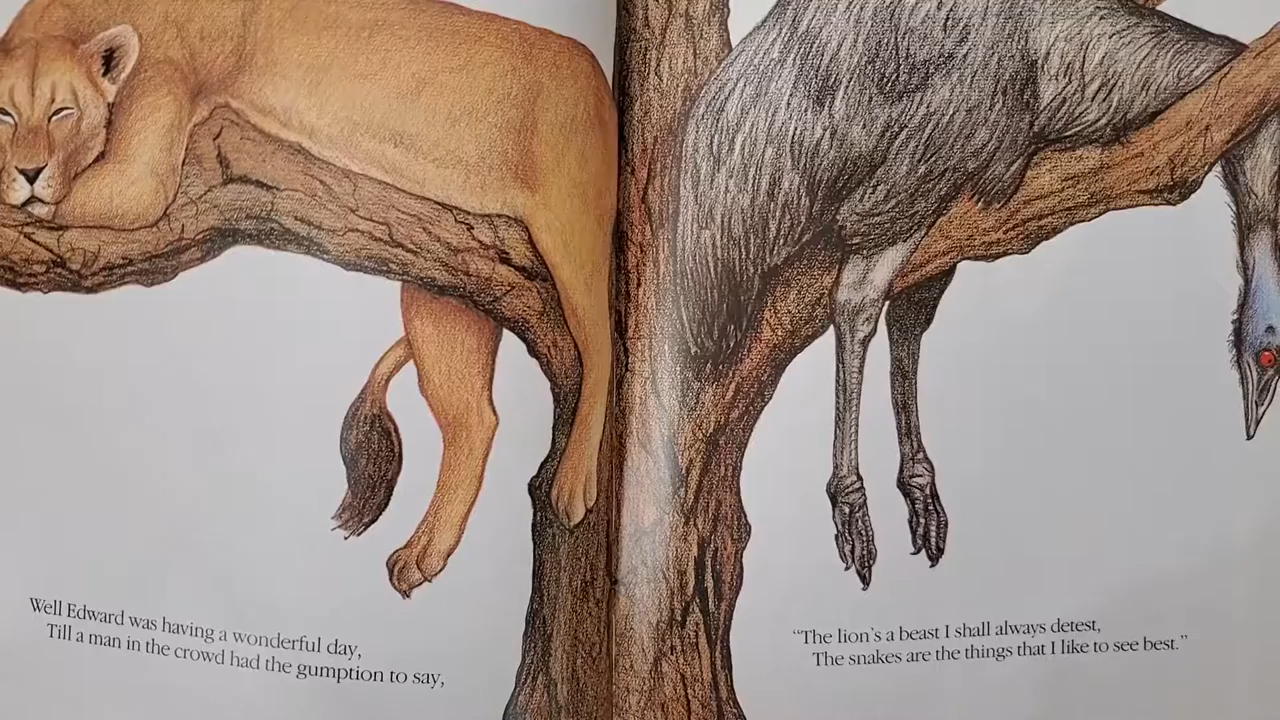 Well Edward was having a wonderful day,
Till a man in the crowd had the gumption to say,
“The lion's a beast I shall always detest,
The snakes are the things that I like to see best.”